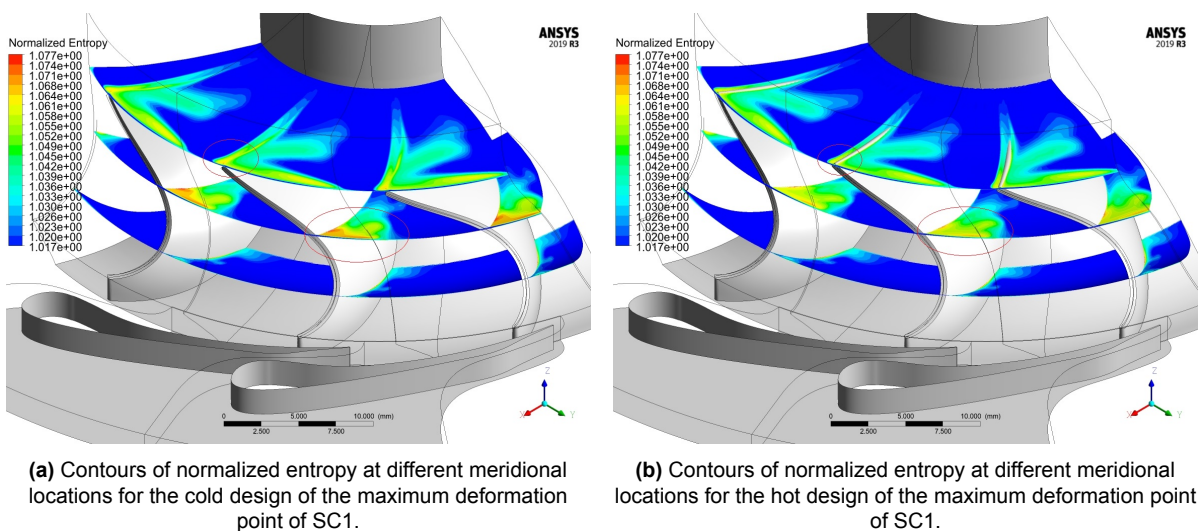 ANSYS
2019 R3
Normalized Entropy
1.077e+00
1.074e+00
1.071e+00
1.068e+00
1.064e+00
1.061e+00
1.058e+00
1.055e+00
1.052e+00
1.049e+00
1.045e+00
1.042e+00
1.039e+00
1.036e+00
1.033e+00
1.030e+00
1.026e+00
1.023e+00
1.020e+00
1.017e+00
0 5.000 10.000 (mm)
2.500 7.500
Z
X Y
(a) Contours of normalized entropy at different meridional
locations for the cold design of the maximum deformation
point of SC1.
ANSYS
2019 R3
Normalized Entropy
1.077e+00
1.074e+00
1.071e+00
1.068e+00
1.064e+00
1.061e+00
1.058e+00
1.055e+00
1.052e+00
1.049e+00
1.045e+00
1.042e+00
1.039e+00
1.036e+00
1.033e+00
1.030e+00
1.026e+00
1.023e+00
1.020e+00
1.017e+00
0 5.000 10.000 (mm)
2.500 7.500
Z
X Y
(b) Contours of normalized entropy at different meridional
locations for the hot design of the maximum deformation point
of SC1.